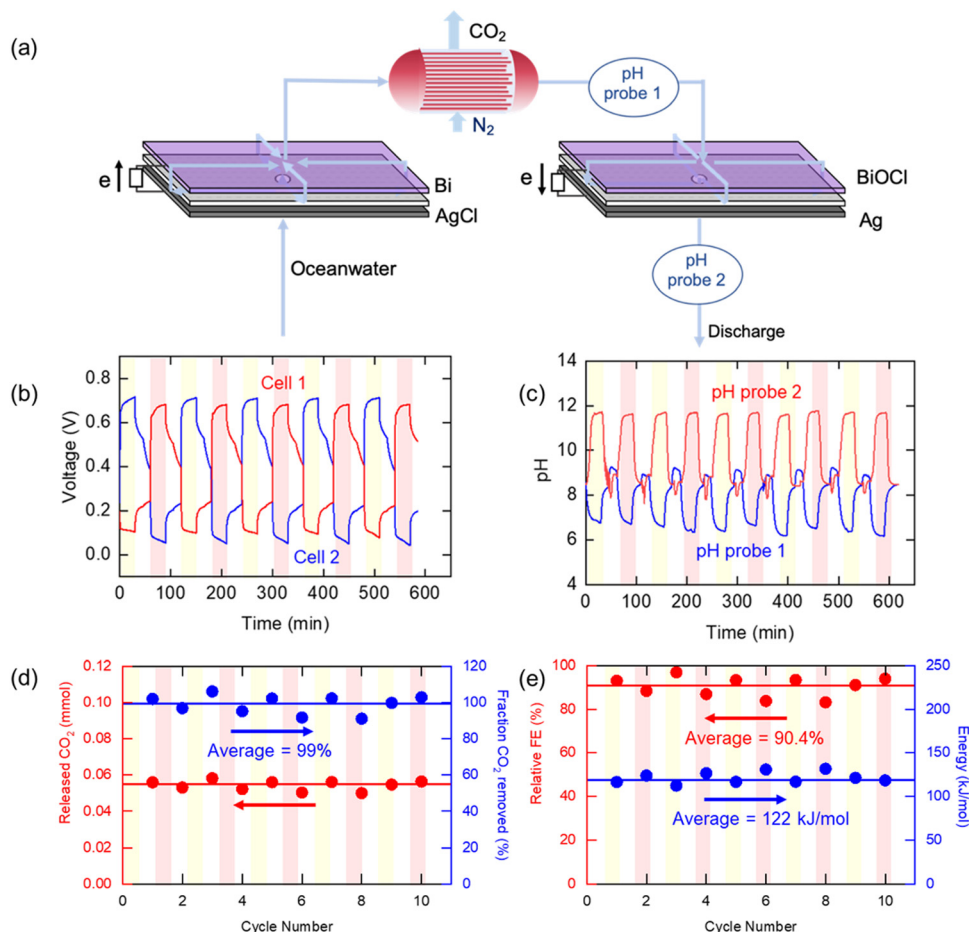 (a)
CO₂
N₂
pH
probe 1
e
Bi
AgCl
Oceanwater
e
BiOCl
Ag
pH
probe 2
Discharge
(b)
Voltage (V)
0.8
0.6
0.4
0.2
0.0
Cell 1
Cell 2
0 100 200 300 400 500 600
Time (min)
(c)
pH
14
12
10
8
6
4
pH probe 2
pH probe 1
0 100 200 300 400 500 600
Time (min)
(d)
Released CO₂ (mmol)
0.12
0.10
0.08
0.06
0.04
0.02
0.00
Average = 99%
120
100
80
60
40
20
0
Fraction CO₂ removed
(%)
0 2 4 6 8 10
Cycle Number
(e)
Relative FE (%)
100
80
60
40
20
0
Average = 90.4%
Average = 122 kJ/mol
250
200
150
100
50
0
Energy (kJ/mol)
0 2 4 6 8 10
Cycle Number